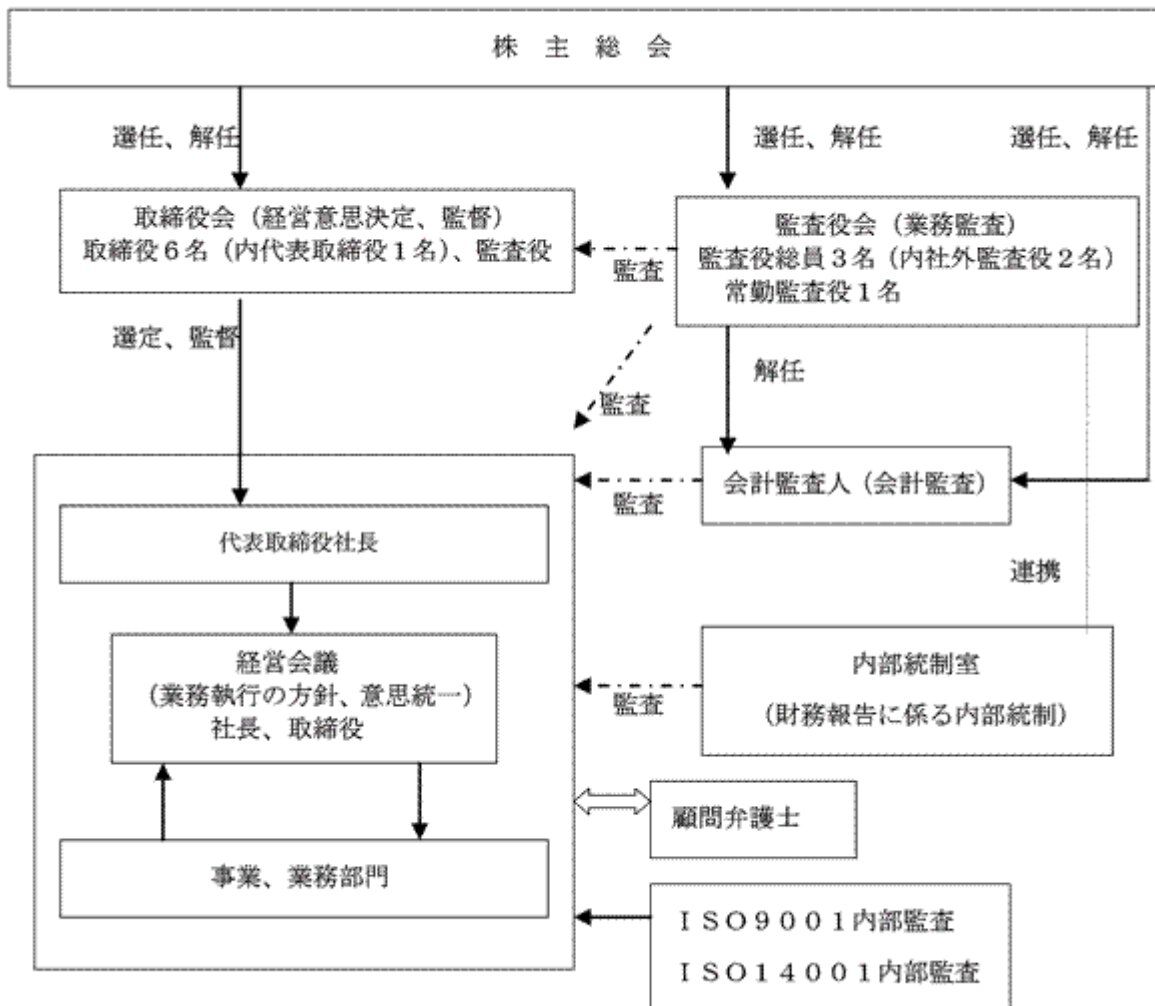 株主総会
選任、解任
選任、解任
選任、解任
取締役会（経営意思決定、監督）
取締役６名（内代表取締役１名）、監査役
監査
監査役会（業務監査）
監査役総員３名（内社外監査役２名）
常勤監査役１名
選定、監督
解任
監査
監査
会計監査人（会計監査）
代表取締役社長
連携
経営会議
（業務執行の方針、意思統一）
社長、取締役
監査
内部統制室
（財務報告に係る内部統制）
顧問弁護士
事業、業務部門
ＩＳＯ９００１内部監査
ＩＳＯ１４００１内部監査